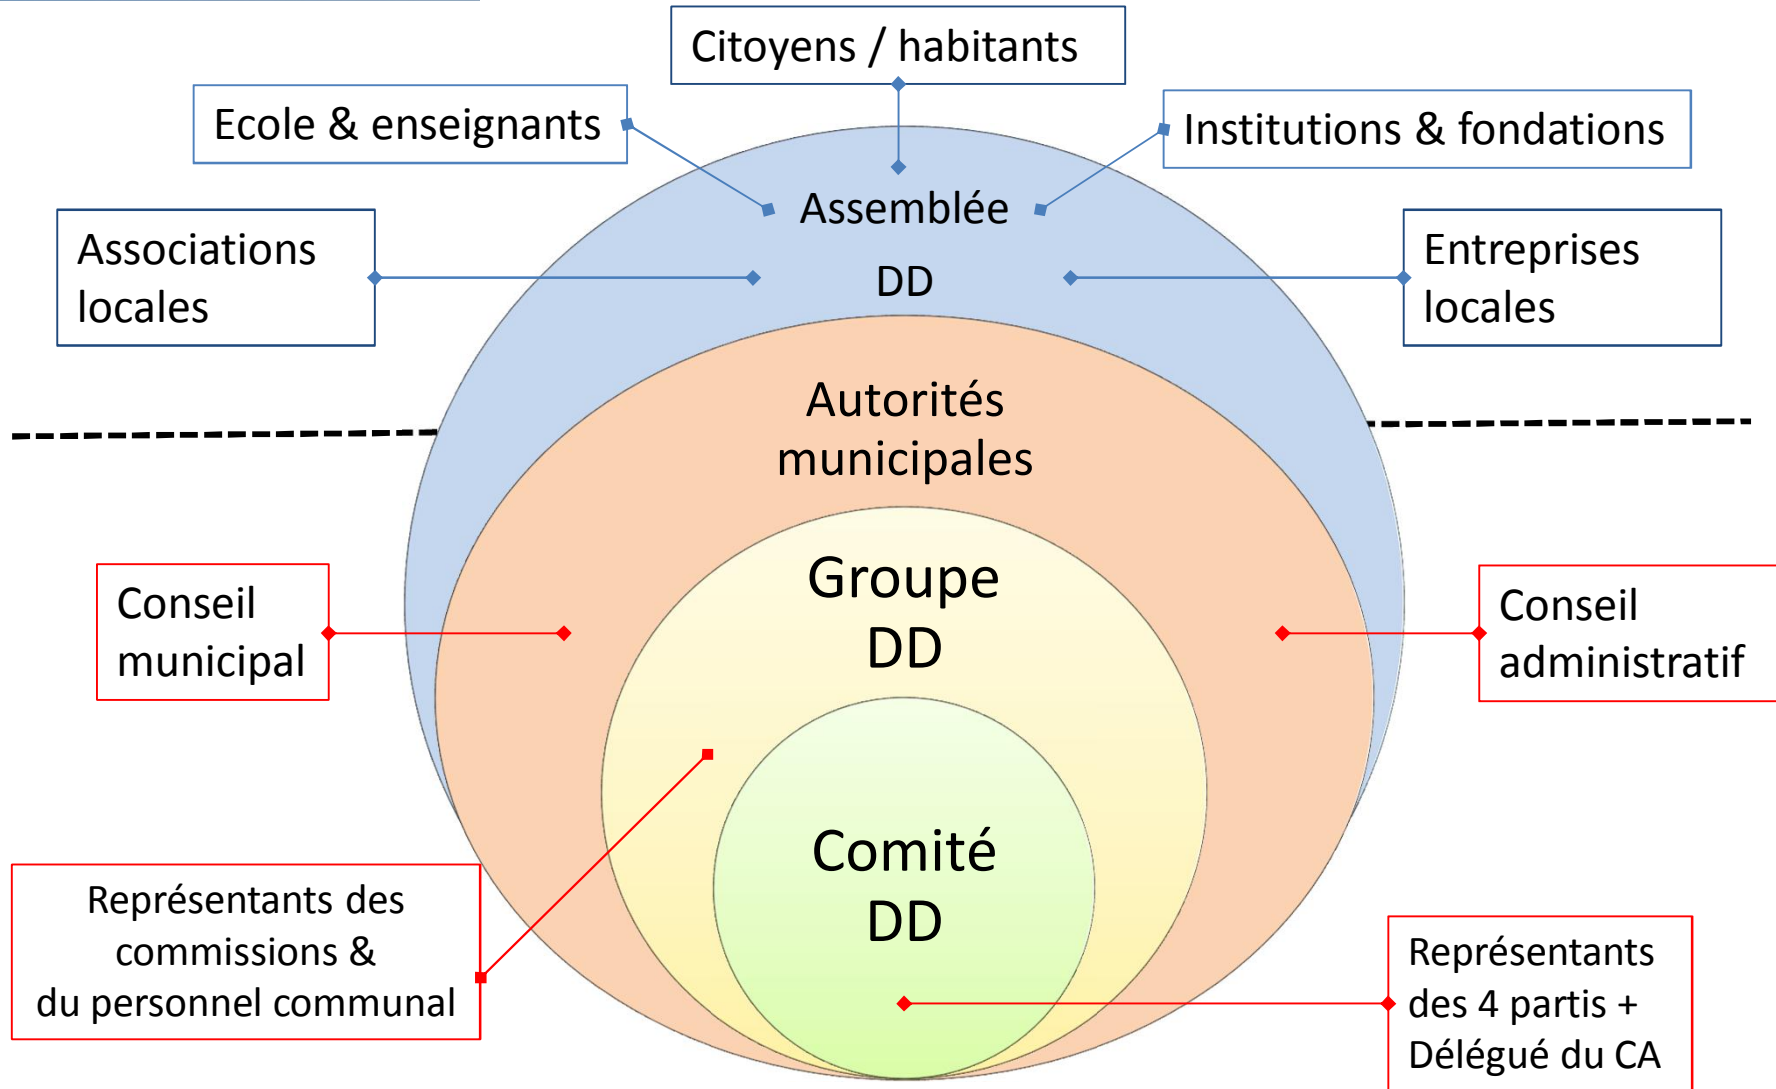 Citoyens / habitants
Ecole & enseignants
Institutions & fondations
Assemblée
DD
Associations
locales
Entreprises
locales
Autorités
municipales
Groupe
DD
Conseil
municipal
Conseil
administratif
Comité
DD
Représentants des
commissions &
du personnel communal
Représentants
des 4 partis +
Délégué du CA